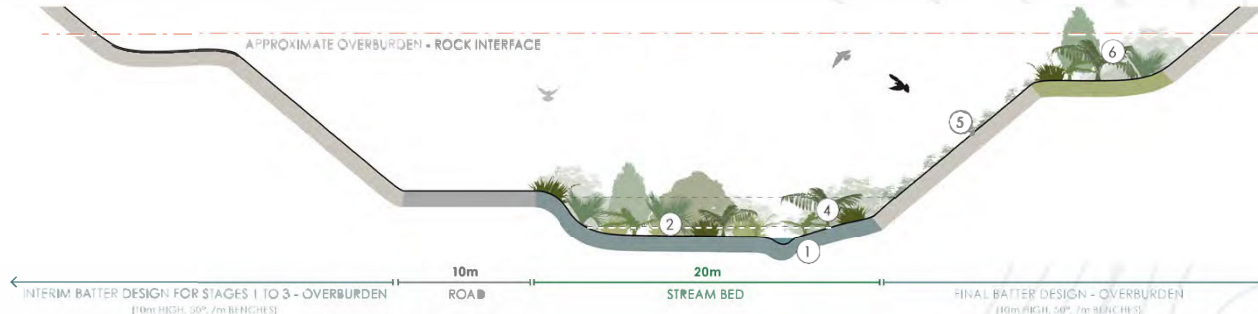 APPROXIMATE OVERBURDEN - ROCK INTERFACE
6
5
4
2
1
10m
20m
INTERIM BATTER DESIGN FOR STAGES 1 TO 3 - OVERBURDEN
ROAD
STREAM BED
FINAL BATTER DESIGN - OVERBURDEN
(10m HIGH, 50°, 7m BENCHES)
(10m HIGH, 50°, 7m BENCHES)